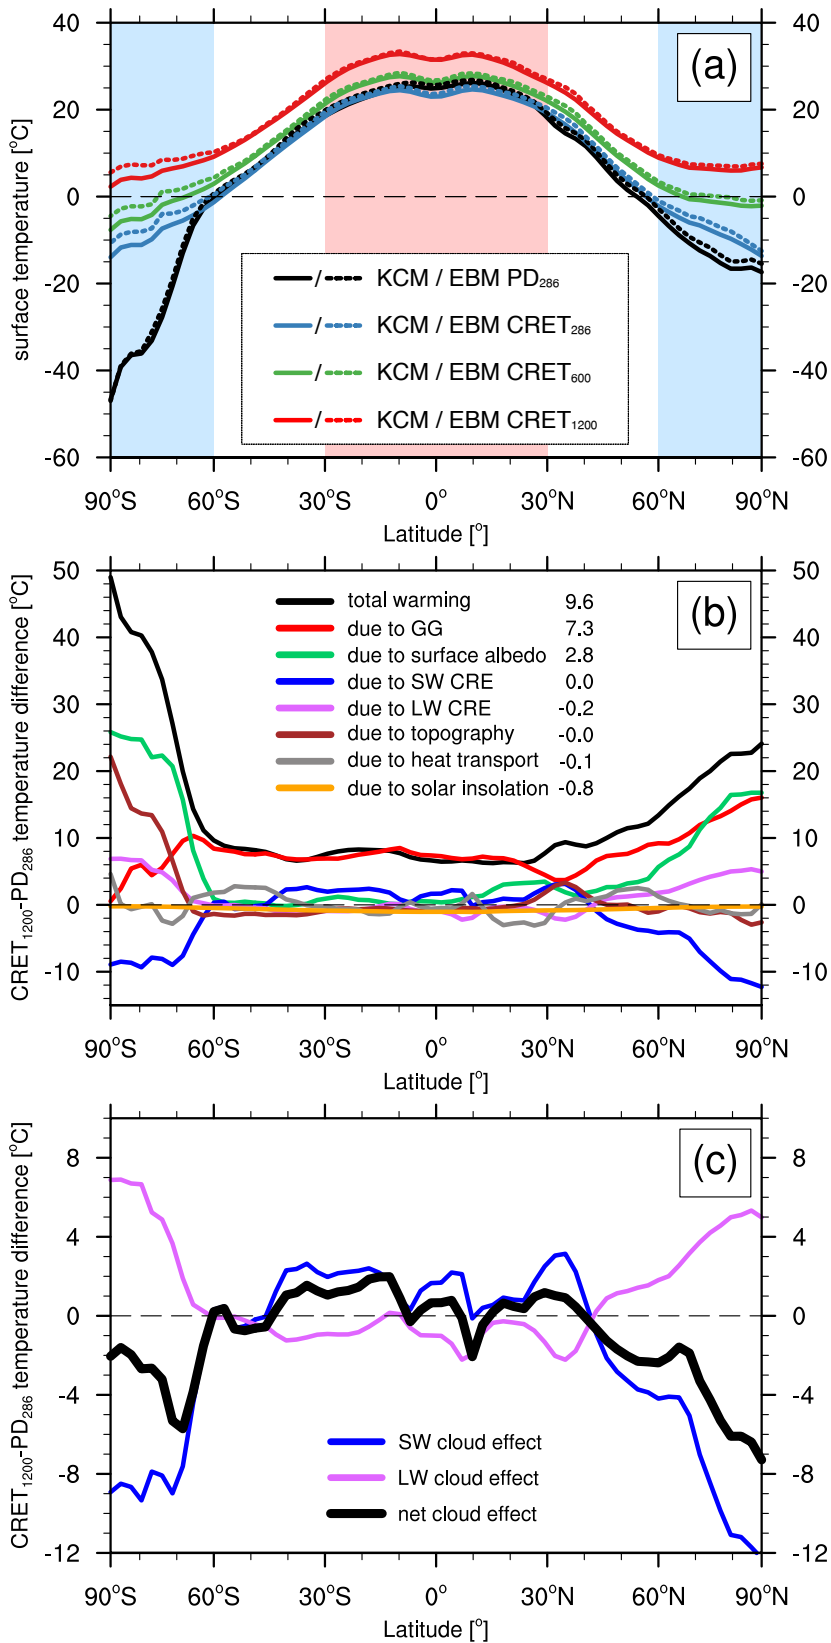 40 40
(a)
20 20
0 0
-20 -20
-40 -40
-60 -60
surface temperature [°C]
KCM / EBM PD286
KCM / EBM CRET286
KCM / EBM CRET600
KCM / EBM CRET1200
90°S 60°S 30°S 0° 30°N 60°N 90°N
Latitude [°]
50 50
(b)
40 40
30 30
20 20
10 10
0 0
-10 -10
CRET1200-PD286 temperature difference [°C]
total warming 9.6
due to GG 7.3
due to surface albedo 2.8
due to SW CRE 0.0
due to LW CRE -0.2
due to topography -0.0
due to heat transport -0.1
due to solar insolation -0.8
90°S 60°S 30°S 0° 30°N 60°N 90°N
Latitude [°]
(c)
8 8
4 4
0 0
-4 -4
-8 -8
-12 -12
CRET1200-PD286 temperature difference [°C]
SW cloud effect
LW cloud effect
net cloud effect
90°S 60°S 30°S 0° 30°N 60°N 90°N
Latitude [°]